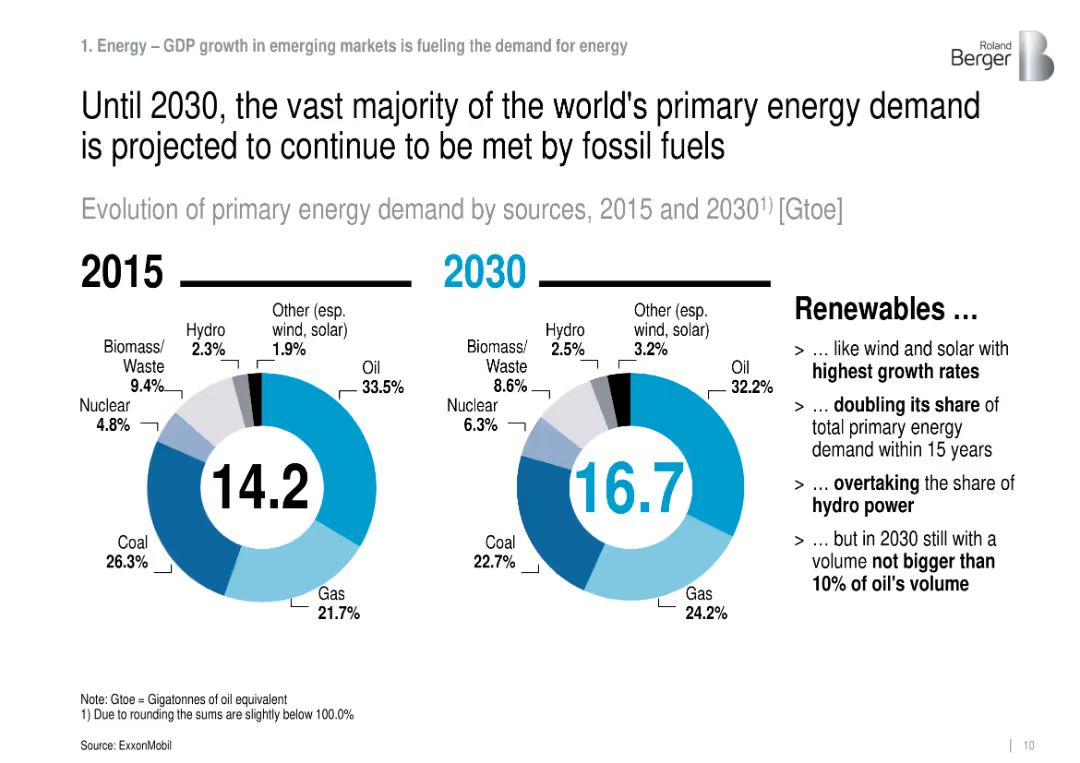 1. Energy – GDP growth in emerging markets is fueling the demand for energy
Roland
Berger
B
Until 2030, the vast majority of the world's primary energy demand
is projected to continue to be met by fossil fuels
Evolution of primary energy demand by sources, 2015 and 2030¹⁾ [Gtoe]
2015
Other (esp.
wind, solar)
1.9%
Hydro
2.3%
Biomass/
Waste
9.4%
Oil
33.5%
Nuclear
4.8%
14.2
Coal
26.3%
Gas
21.7%
2030
Other (esp.
wind, solar)
3.2%
Hydro
2.5%
Biomass/
Waste
8.6%
Oil
32.2%
Nuclear
6.3%
16.7
Coal
22.7%
Gas
24.2%
Renewables …
> … like wind and solar with
highest growth rates
> … doubling its share of
total primary energy
demand within 15 years
> … overtaking the share of
hydro power
> … but in 2030 still with a
volume not bigger than
10% of oil's volume
Note: Gtoe = Gigatonnes of oil equivalent
1) Due to rounding the sums are slightly below 100.0%
Source: ExxonMobil
10